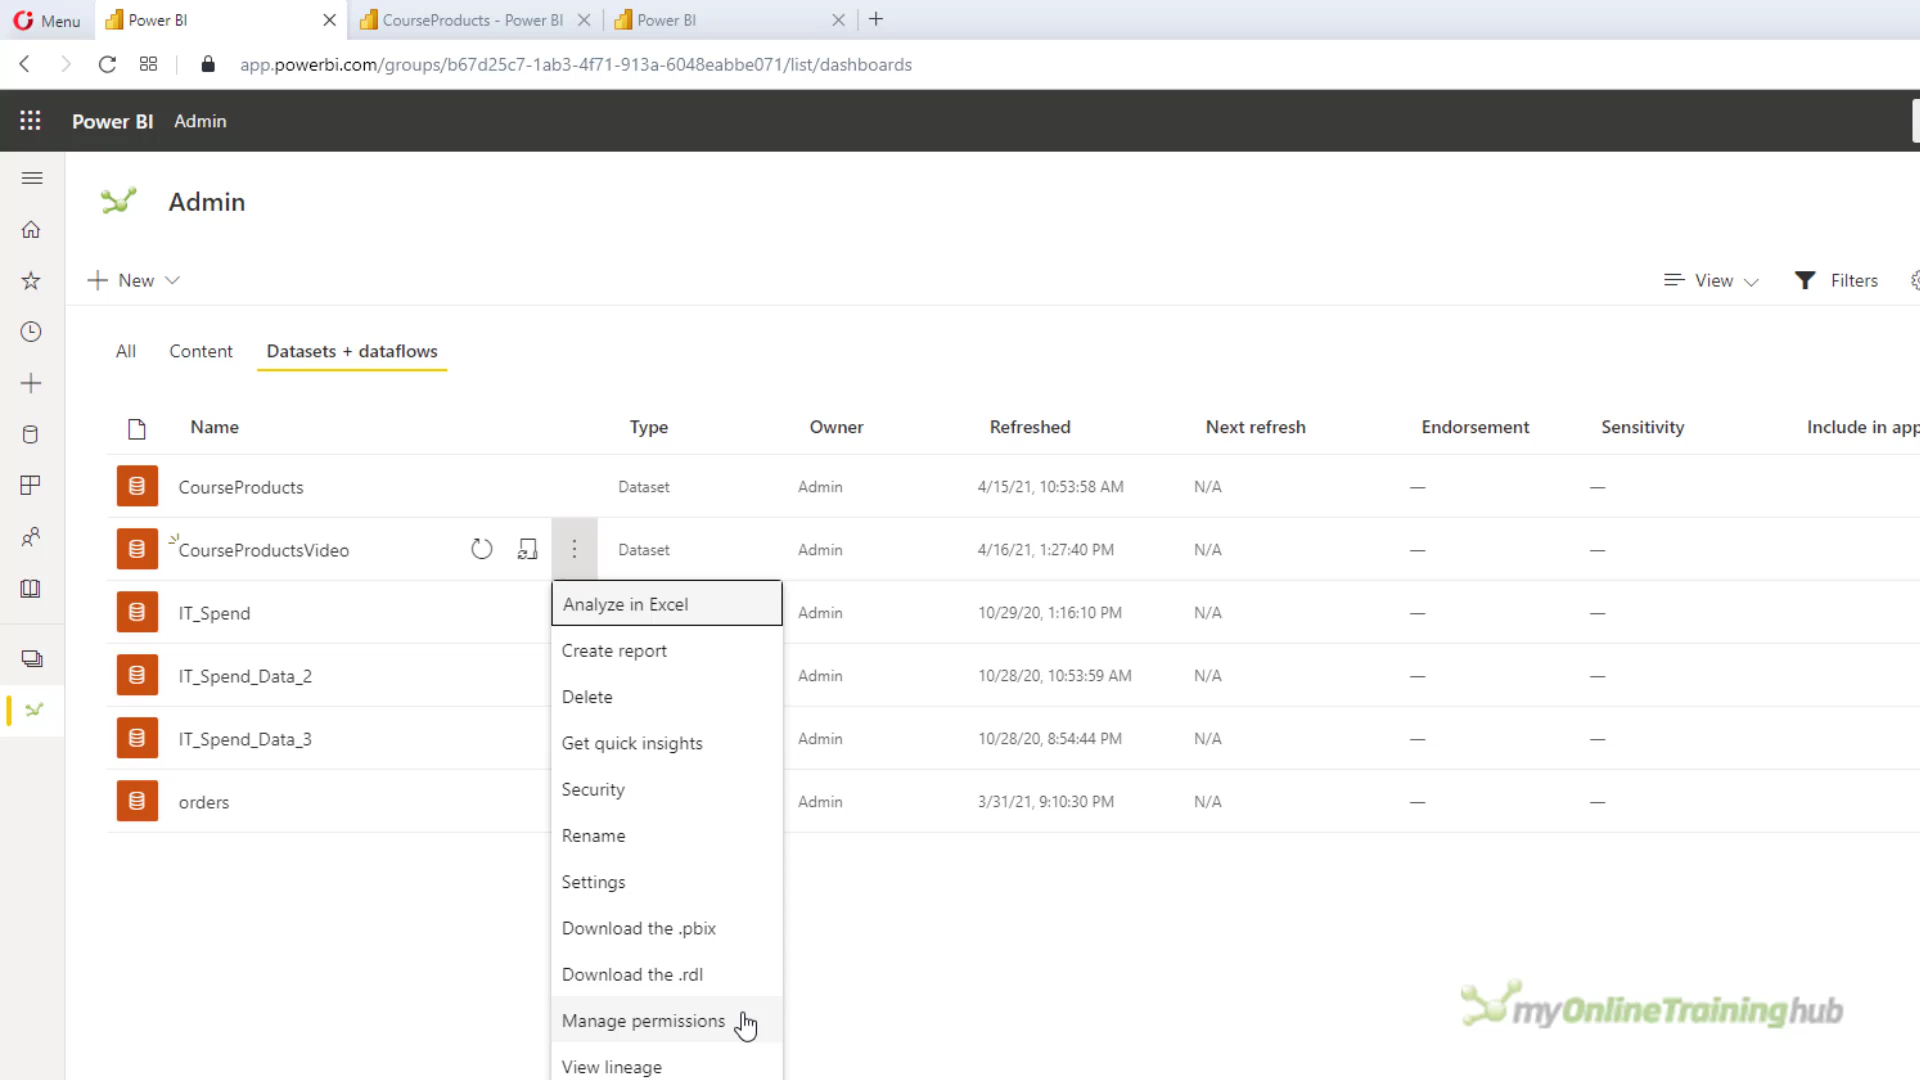 Menu
Power BI
CourseProducts - Power BI
Power BI
app.powerbi.com/groups/b67d25c7-1ab3-4f71-913a-6048eabbe071/list/dashboards
Power BI Admin
Admin
New
View
Filters
All
Content
Datasets + dataflows
Name Type Owner Refreshed Next refresh Endorsement Sensitivity Include in app
CourseProducts Dataset Admin 4/15/21, 10:53:58 AM N/A — —
CourseProductsVideo Dataset Admin 4/16/21, 1:27:40 PM N/A — —
IT_Spend Admin 10/29/20, 1:16:10 PM N/A — —
IT_Spend_Data_2 Admin 10/28/20, 10:53:59 AM N/A — —
IT_Spend_Data_3 Admin 10/28/20, 8:54:44 PM N/A — —
orders Admin 3/31/21, 9:10:30 PM N/A — —
Analyze in Excel
Create report
Delete
Get quick insights
Security
Rename
Settings
Download the .pbix
Download the .rdl
Manage permissions
View lineage
myOnlineTraininghub